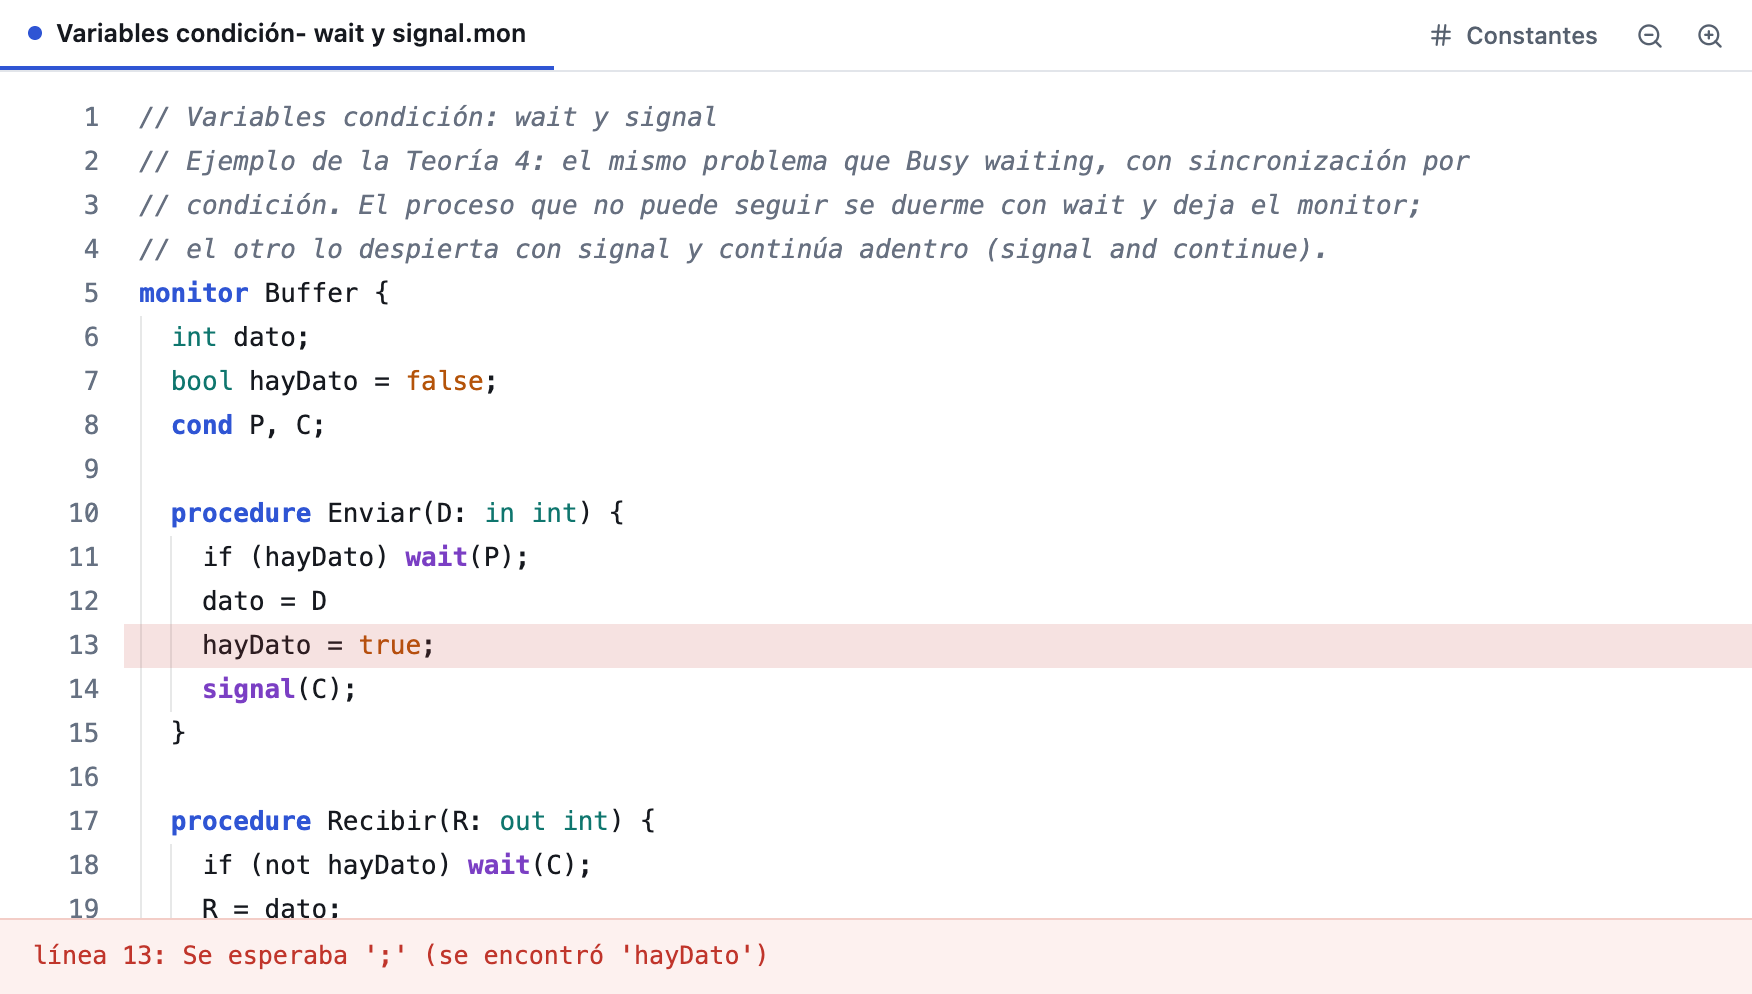 Variables condición- wait y signal.mon
# Constantes
1 // Variables condición: wait y signal
2 // Ejemplo de la Teoría 4: el mismo problema que Busy waiting, con sincronización por
3 // condición. El proceso que no puede seguir se duerme con wait y deja el monitor;
4 // el otro lo despierta con signal y continúa adentro (signal and continue).
5 monitor Buffer {
6 int dato;
7 bool hayDato = false;
8 cond P, C;
9
10 procedure Enviar(D: in int) {
11 if (hayDato) wait(P);
12 dato = D
13 hayDato = true;
14 signal(C);
15 }
16
17 procedure Recibir(R: out int) {
18 if (not hayDato) wait(C);
19 R = dato;
línea 13: Se esperaba ';' (se encontró 'hayDato')